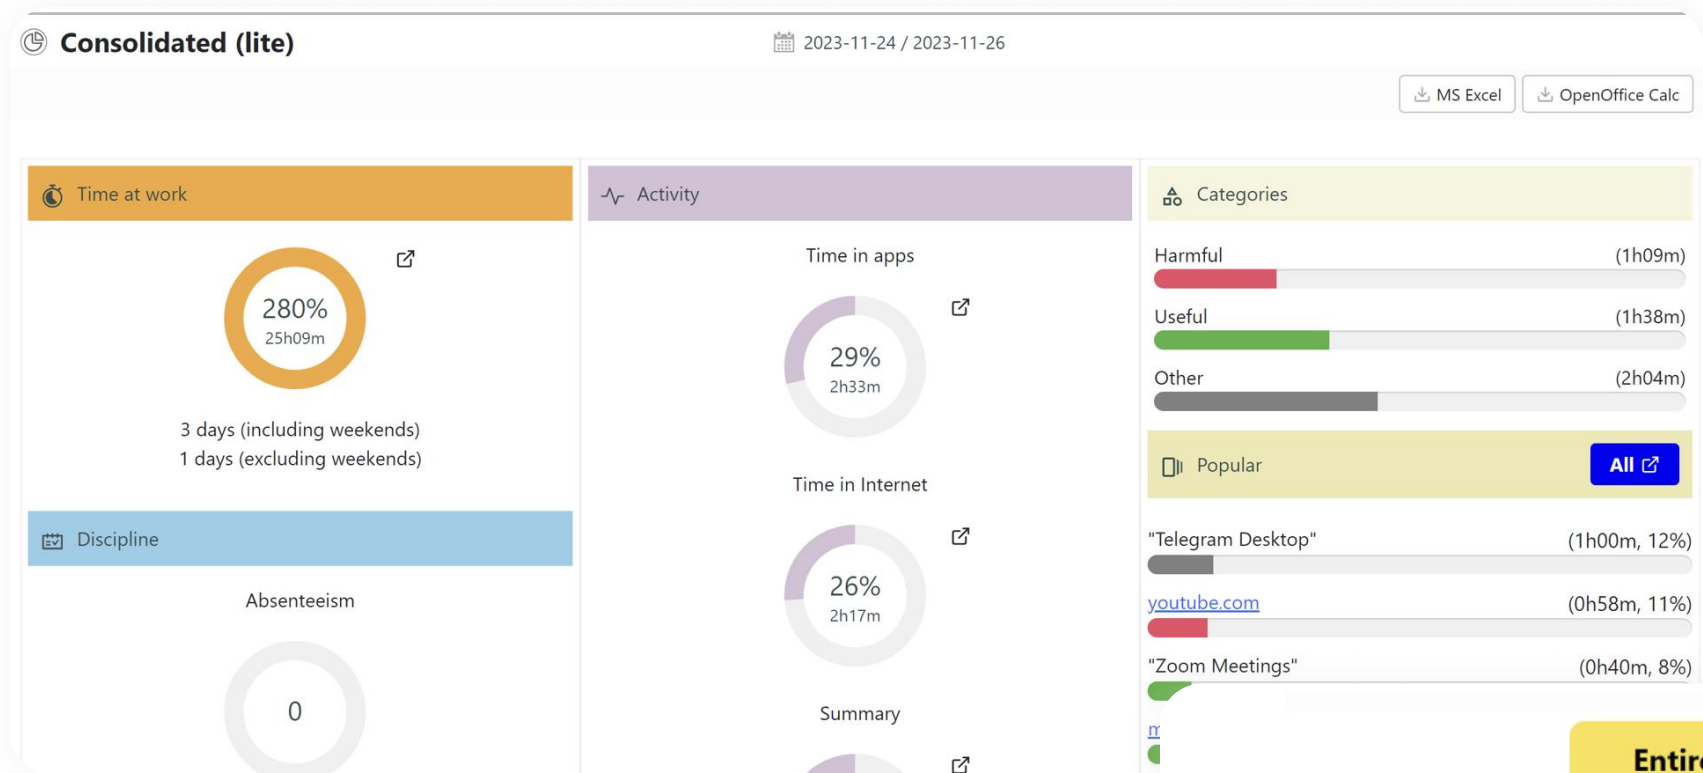 Consolidated (lite)
2023-11-24 / 2023-11-26
MS Excel
OpenOffice Calc
Time at work
280%
25h09m
3 days (including weekends)
1 days (excluding weekends)
Discipline
Absenteeism
0
Activity
Time in apps
29%
2h33m
Time in Internet
26%
2h17m
Summary
Categories
Harmful (1h09m)
Useful (1h38m)
Other (2h04m)
Popular
All
"Telegram Desktop" (1h00m, 12%)
youtube.com (0h58m, 11%)
"Zoom Meetings" (0h40m, 8%)